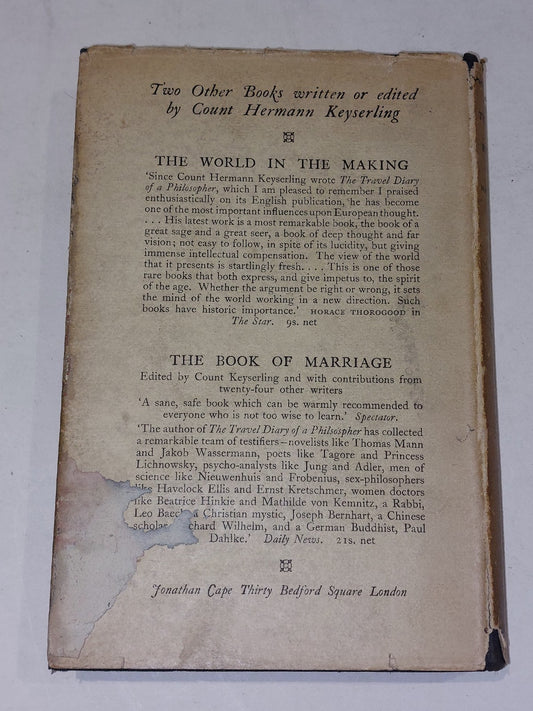 Two Other Books written or edited
by Count Hermann Keyserling
THE WORLD IN THE MAKING
'Since Count Hermann Keyserling wrote The Travel Diary
of a Philosopher, which I am pleased to remember I praised
enthusiastically on its English publication, he has become
one of the most important influences upon European thought.
. . . His latest work is a most remarkable book, the book of a
great sage and a great seer, a book of deep thought and far
vision; not easy to follow, in spite of its lucidity, but giving
immense intellectual compensation. The view of the world
that it presents is startlingly fresh. . . . This is one of those
rare books that both express, and give impetus to, the spirit
of the age. Whether the argument be right or wrong, it sets
the mind of the world working in a new direction. Such
books have historic importance.' HORACE THOROGOOD in
The Star. 9s. net
THE BOOK OF MARRIAGE
Edited by Count Keyserling and with contributions from
twenty-four other writers
'A sane, safe book which can be warmly recommended to
everyone who is not too wise to learn.' Spectator.
'The author of The Travel Diary of a Philosopher has collected
a remarkable team of testifiers—novelists like Thomas Mann
and Jakob Wassermann, poets like Tagore and Princess
Lichnowsky, psycho-analysts like Jung and Adler, men of
science like Nieuwenhuis and Frobenius, sex-philosophers
like Havelock Ellis and Ernst Kretschmer, women doctors
like Beatrice Hinkie and Mathilde von Kemnitz, a Rabbi,
Leo Baec a Christian mystic, Joseph Bernhart, a Chinese
scholar, chard Wilhelm, and a German Buddhist, Paul
Dahlke.' Daily News. 21s. net
Jonathan Cape Thirty Bedford Square London